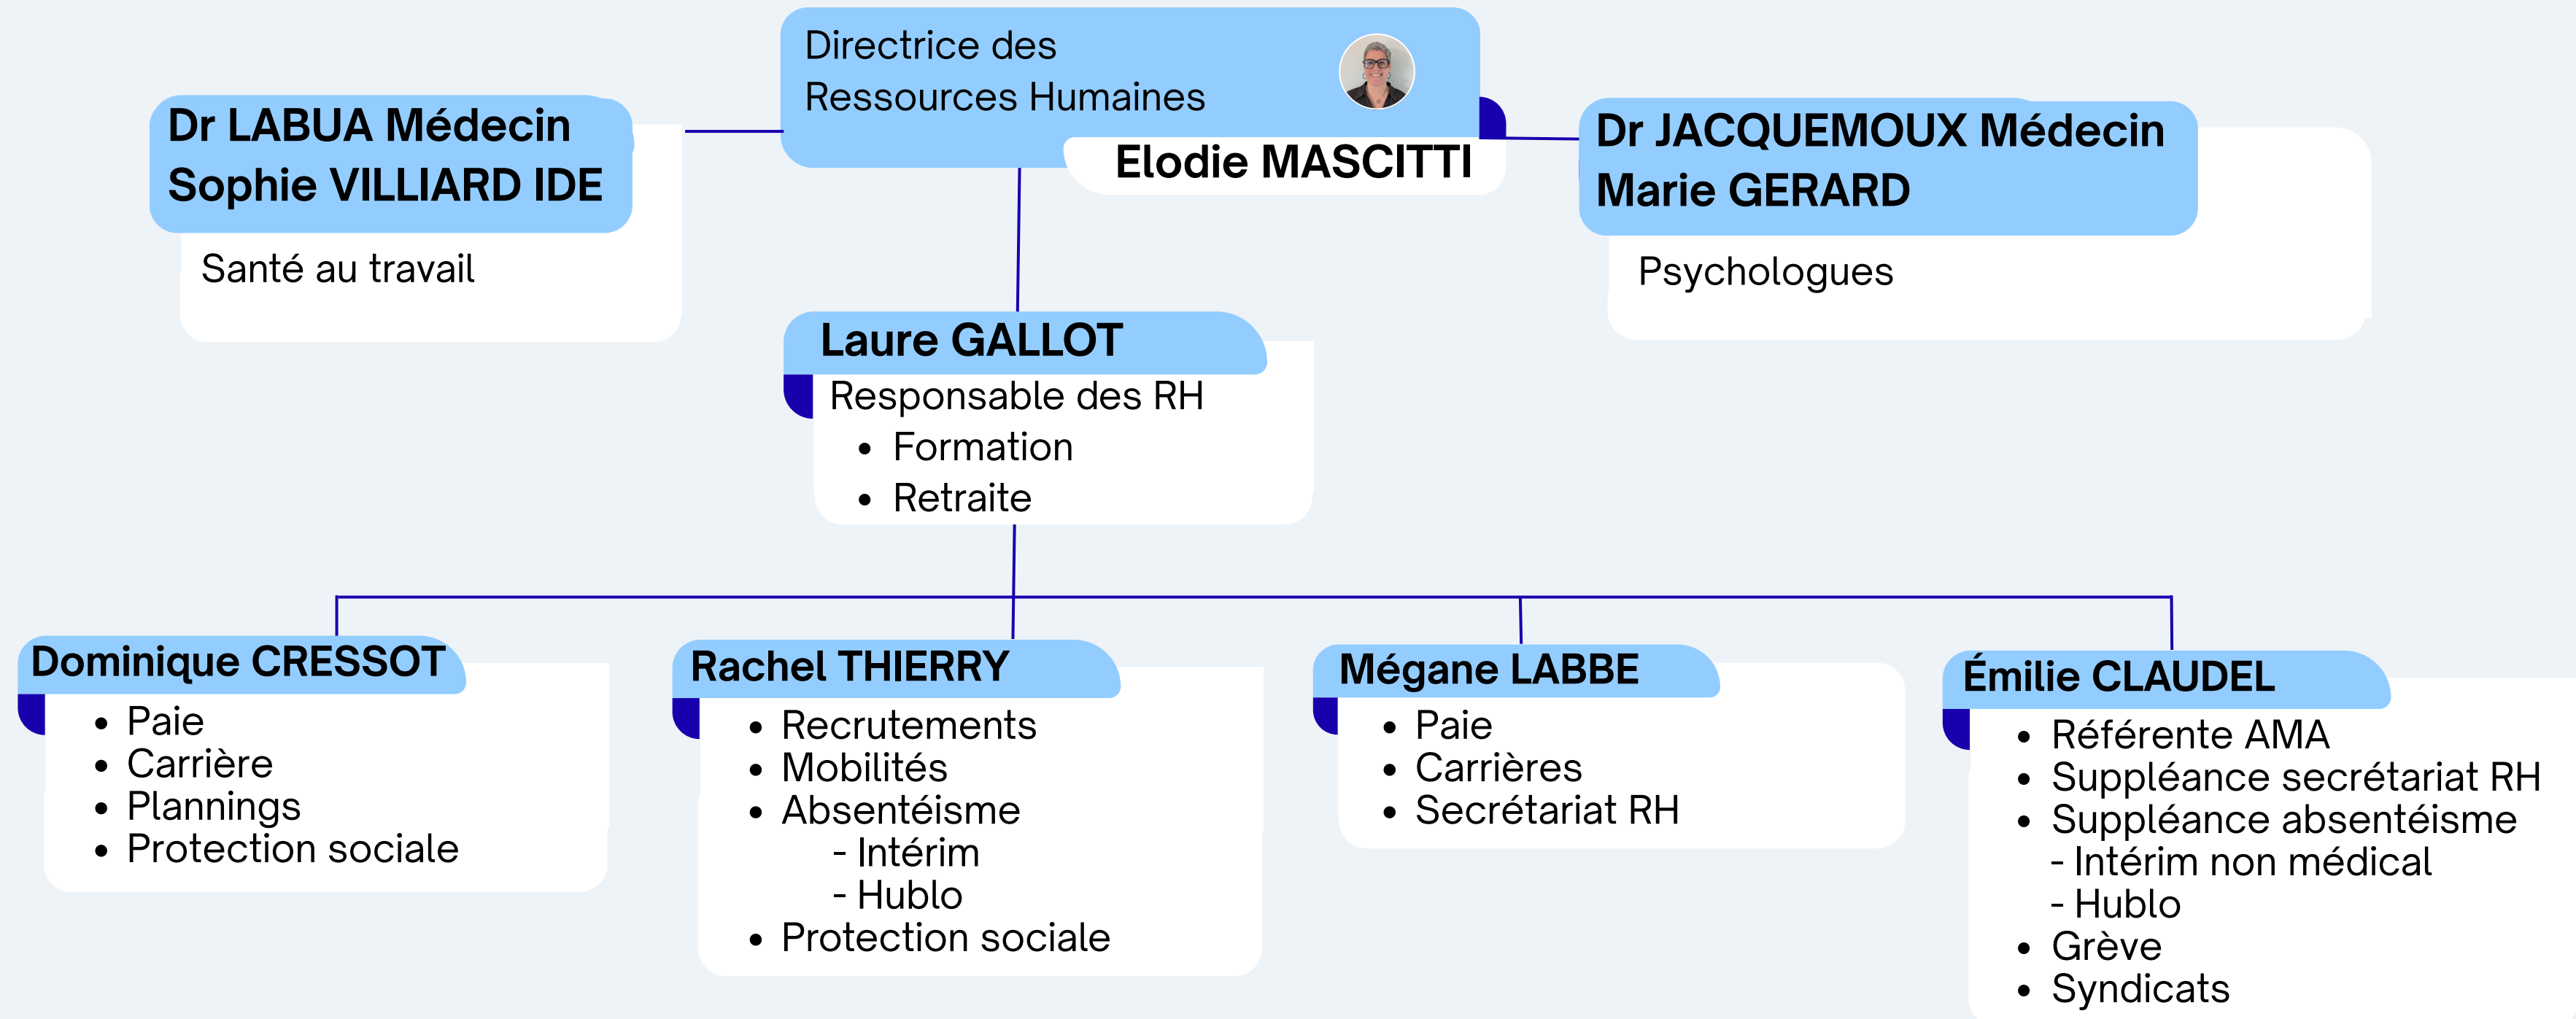 Directrice des
Ressources Humaines
Elodie MASCITTI
Dr LABUA Médecin
Sophie VILLIARD IDE
Santé au travail
Dr JACQUEMOUX Médecin
Marie GERARD
Psychologues
Laure GALLOT
Responsable des RH
• Formation
• Retraite
Dominique CRESSOT
• Paie
• Carrière
• Plannings
• Protection sociale
Rachel THIERRY
• Recrutements
• Mobilités
• Absentéisme
- Intérim
- Hublo
• Protection sociale
Mégane LABBE
• Paie
• Carrières
• Secrétariat RH
Émilie CLAUDEL
• Référente AMA
• Suppléance secrétariat RH
• Suppléance absentéisme
- Intérim non médical
- Hublo
• Grève
• Syndicats